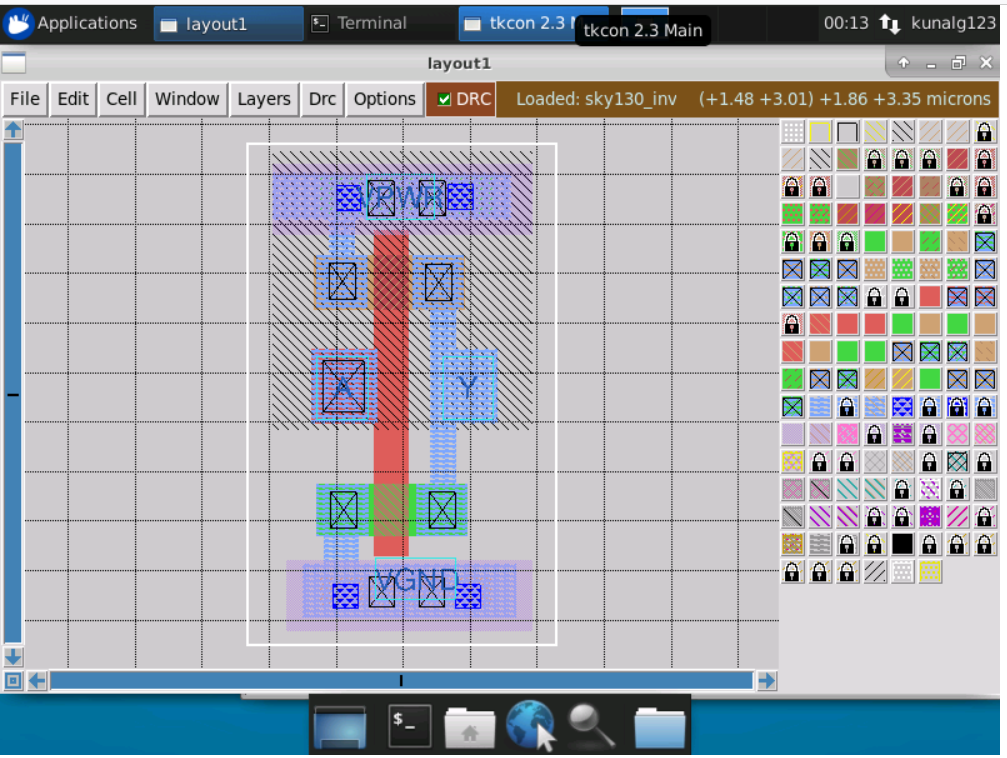 Applications
layout1
Terminal
tkcon 2.3 M
tkcon 2.3 Main
00:13
kunalg123
layout1
File Edit Cell Window Layers Drc Options DRC Loaded: sky130_inv (+1.48 +3.01) +1.86 +3.35 microns
VPWR
A
Y
VGND
$_